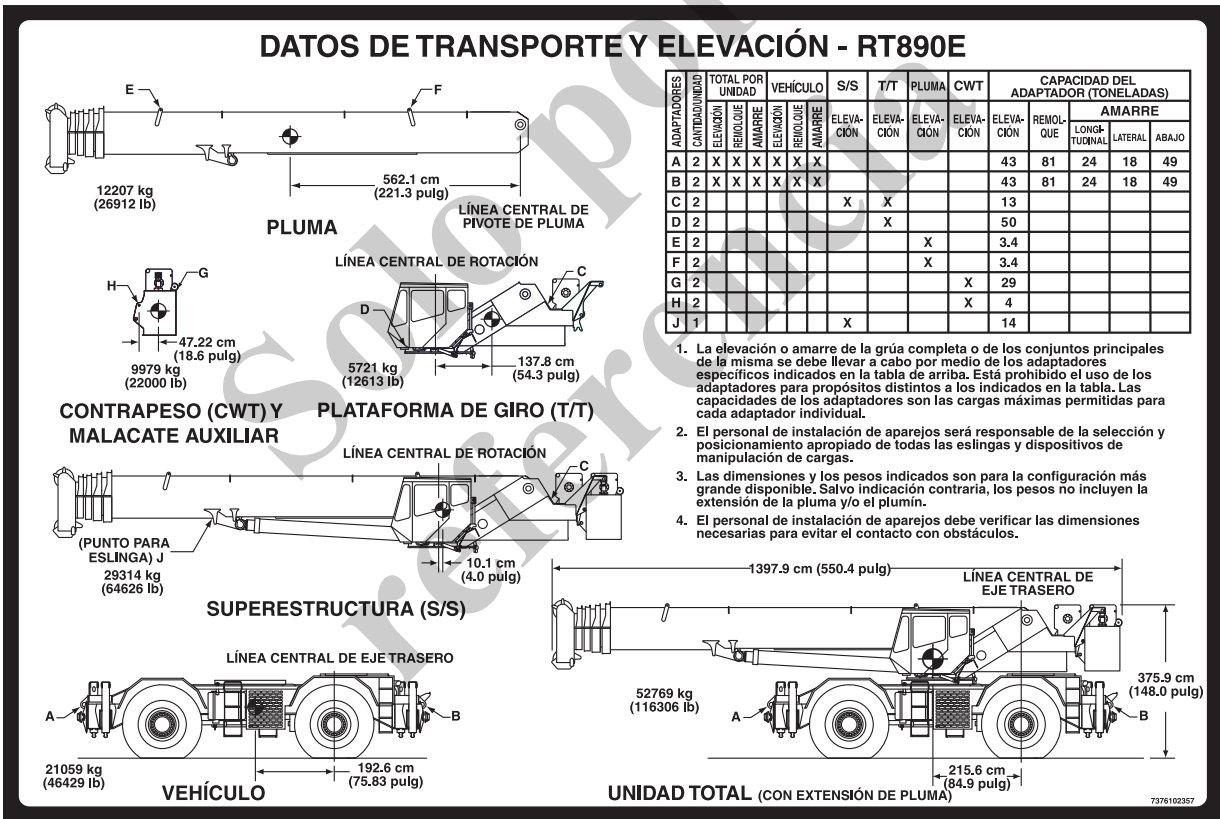 DATOS DE TRANSPORTE Y ELEVACIÓN - RT890E
E
F
12207 kg
(26912 lb)
562.1 cm
(221.3 pulg)
LÍNEA CENTRAL DE
PIVOTE DE PLUMA
PLUMA
H
G
47.22 cm
(18.6 pulg)
9979 kg
(22000 lb)
CONTRAPESO (CWT) Y
MALACATE AUXILIAR
LÍNEA CENTRAL DE ROTACIÓN
C
D
5721 kg
(12613 lb)
137.8 cm
(54.3 pulg)
PLATAFORMA DE GIRO (T/T)
LÍNEA CENTRAL DE ROTACIÓN
C
(PUNTO PARA
ESLINGA) J
29314 kg
(64626 lb)
10.1 cm
(4.0 pulg)
SUPERESTRUCTURA (S/S)
LÍNEA CENTRAL DE EJE TRASERO
A
B
21059 kg
(46429 lb)
192.6 cm
(75.83 pulg)
VEHÍCULO
ADAPTADORES CANTIDAD/UNIDAD TOTAL POR UNIDAD VEHÍCULO S/S T/T PLUMA CWT CAPACIDAD DEL ADAPTADOR (TONELADAS)
ELEVACIÓN REMOLQUE AMARRE ELEVACIÓN REMOLQUE AMARRE ELEVA-CIÓN ELEVA-CIÓN ELEVA-CIÓN ELEVA-CIÓN ELEVA-CIÓN REMOL-QUE AMARRE
LONGI-TUDINAL LATERAL ABAJO
A 2 X X X X X X 43 81 24 18 49
B 2 X X X X X X 43 81 24 18 49
C 2 X X 13
D 2 X 50
E 2 X 3.4
F 2 X 3.4
G 2 X 29
H 2 X 4
J 1 X 14
1. La elevación o amarre de la grúa completa o de los conjuntos principales
de la misma se debe llevar a cabo por medio de los adaptadores
específicos indicados en la tabla de arriba. Está prohibido el uso de los
adaptadores para propósitos distintos a los indicados en la tabla. Las
capacidades de los adaptadores son las cargas máximas permitidas para
cada adaptador individual.
2. El personal de instalación de aparejos será responsable de la selección y
posicionamiento apropiado de todas las eslingas y dispositivos de
manipulación de cargas.
3. Las dimensiones y los pesos indicados son para la configuración más
grande disponible. Salvo indicación contraria, los pesos no incluyen la
extensión de la pluma y/o el plumín.
4. El personal de instalación de aparejos debe verificar las dimensiones
necesarias para evitar el contacto con obstáculos.
1397.9 cm (550.4 pulg)
LÍNEA CENTRAL DE
EJE TRASERO
52769 kg
(116306 lb)
375.9 cm
(148.0 pulg)
A
B
215.6 cm
(84.9 pulg)
UNIDAD TOTAL (CON EXTENSIÓN DE PLUMA)
7376102357
Solo por
referencia